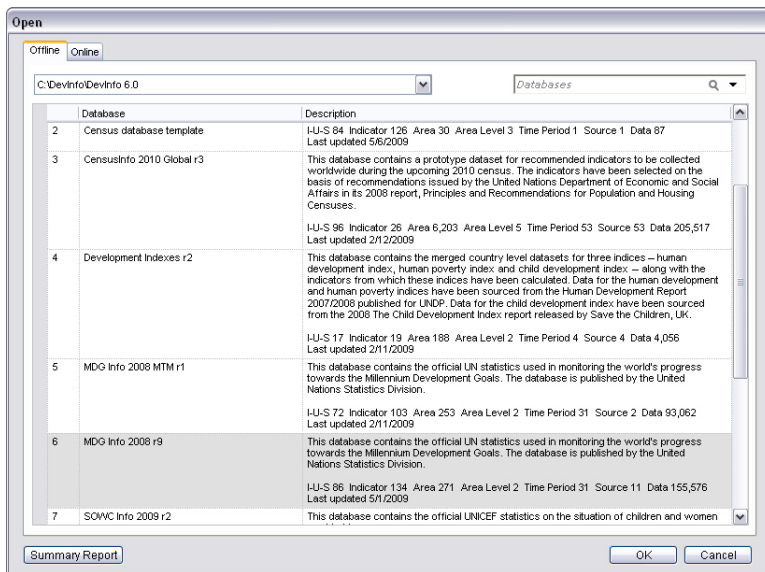 Open
Offline Online
C:\DevInfo\DevInfo 6.0 Databases
Database Description
2 Census database template I-U-S 84 Indicator 126 Area 30 Area Level 3 Time Period 1 Source 1 Data 87
Last updated 5/6/2009
3 CensusInfo 2010 Global r3 This database contains a prototype dataset for recommended indicators to be collected
worldwide during the upcoming 2010 census. The indicators have been selected on the
basis of recommendations issued by the United Nations Department of Economic and Social
Affairs in its 2008 report, Principles and Recommendations for Population and Housing
Censuses.
I-U-S 96 Indicator 26 Area 6,203 Area Level 5 Time Period 53 Source 53 Data 205,517
Last updated 2/12/2009
4 Development Indexes r2 This database contains the merged country level datasets for three indices – human
development index, human poverty index and child development index – along with the
indicators from which these indices have been calculated. Data for the human development
and human poverty indices have been sourced from the Human Development Report
2007/2008 published for UNDP. Data for the child development index have been sourced
from the 2008 The Child Development Index report released by Save the Children, UK.
I-U-S 17 Indicator 19 Area 188 Area Level 2 Time Period 4 Source 4 Data 4,056
Last updated 2/11/2009
5 MDG Info 2008 MTM r1 This database contains the official UN statistics used in monitoring the world's progress
towards the Millennium Development Goals. The database is published by the United
Nations Statistics Division.
I-U-S 72 Indicator 103 Area 253 Area Level 2 Time Period 31 Source 2 Data 93,062
Last updated 2/11/2009
6 MDG Info 2008 r9 This database contains the official UN statistics used in monitoring the world's progress
towards the Millennium Development Goals. The database is published by the United
Nations Statistics Division.
I-U-S 86 Indicator 134 Area 271 Area Level 2 Time Period 31 Source 11 Data 155,576
Last updated 5/1/2009
7 SOWC Info 2009 r2 This database contains the official UNICEF statistics on the situation of children and women
Summary Report OK Cancel